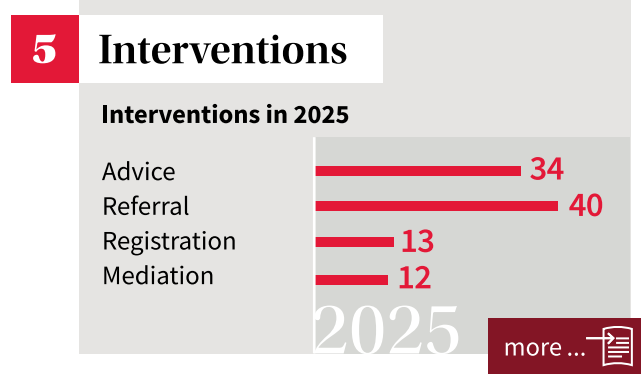 5 Interventions
Interventions in 2025
Advice 34
Referral 40
Registration 13
Mediation 12
2025
more ...